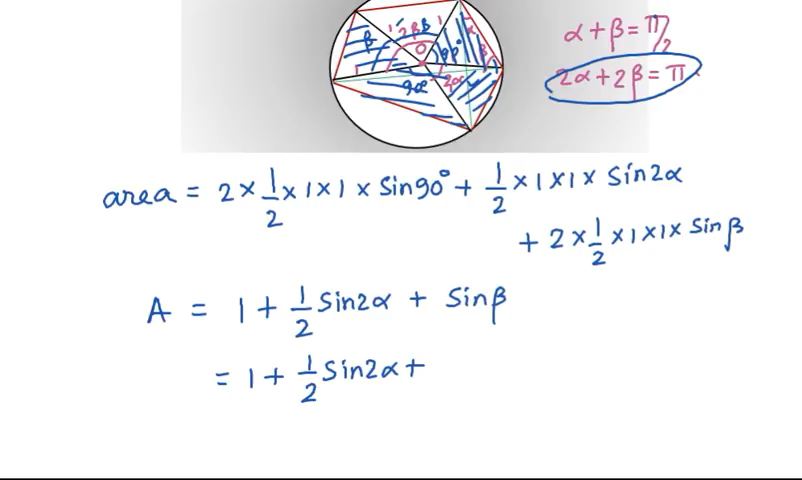 α + β = π/2
2α + 2β = π
area = 2 × 1/2 × 1 × 1 × Sin90° + 1/2 × 1 × 1 × Sin2α
+ 2 × 1/2 × 1 × 1 × Sin β
A = 1 + 1/2 Sin2α + Sinβ
= 1 + 1/2 Sin2α +